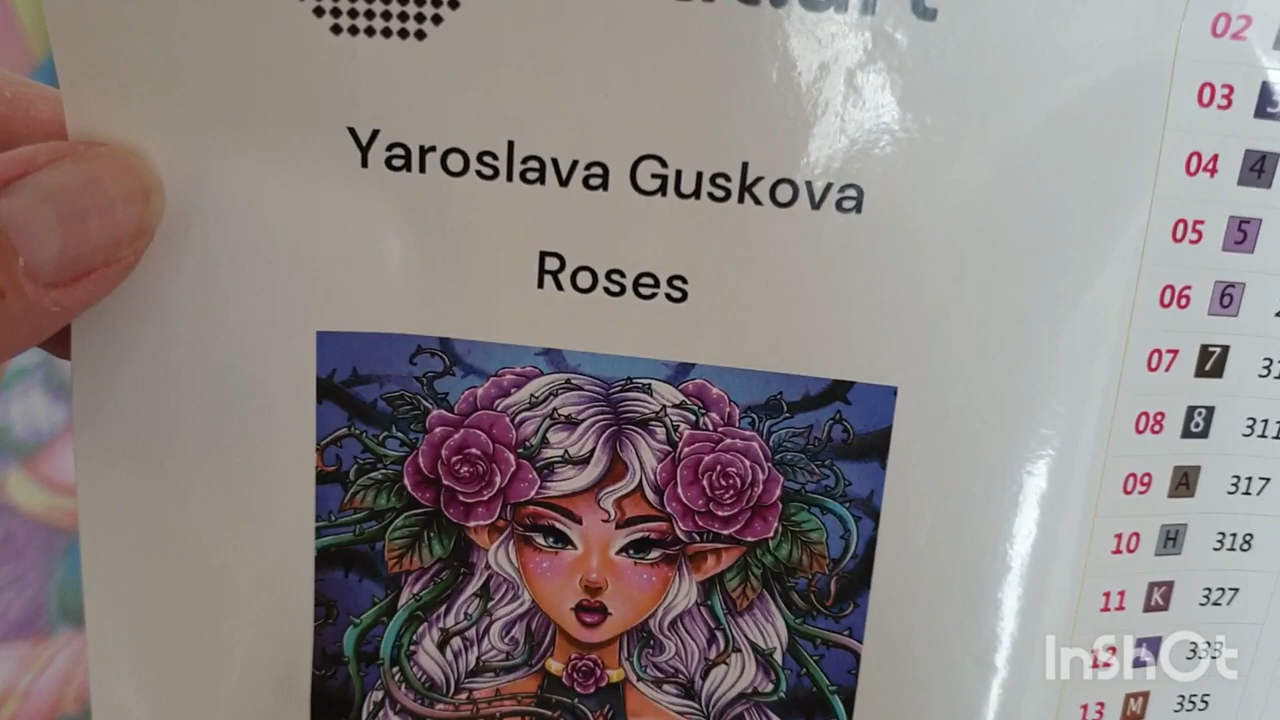 Yaroslava Guskova
Roses
02
03
04 4
05 5
06 6
07 7
08 8 311
09 A 317
10 H 318
11 K 327
12 333
13 M 355
InShOt